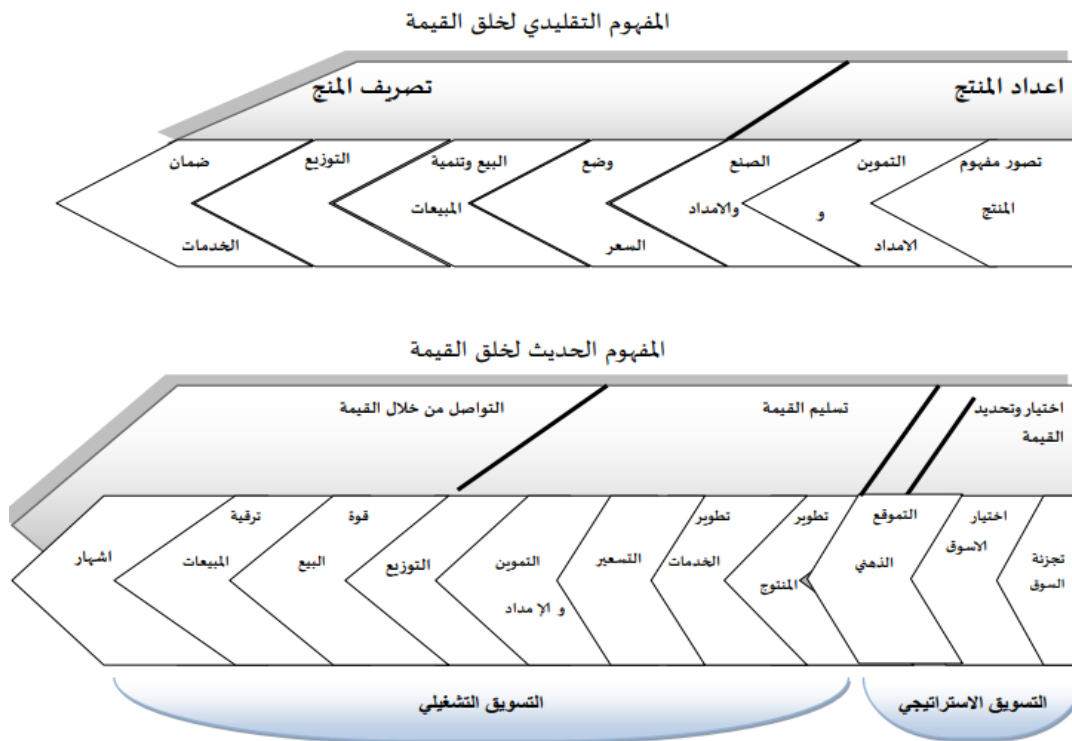 المفهوم التقليدي لخلق القيمة
اعداد المنتج
تصريف المنج
تصور مفهوم
المنتج
التموين
و
الامداد
الصنع
والامداد
وضع
السعر
البيع وتنمية
المبيعات
التوزيع
ضمان
الخدمات
المفهوم الحديث لخلق القيمة
اختيار وتحديد
القيمة
تسليم القيمة
التواصل من خلال القيمة
تجزئة
السوق
اختيار
الاسوق
التموقع
الذهني
تطوير
المنتوج
تطوير
الخدمات
التسعير
التموين
و الإ مداد
التوزيع
قوة
البيع
ترقية
المبيعات
اشهار
التسويق الاستراتيجي
التسويق التشغيلي